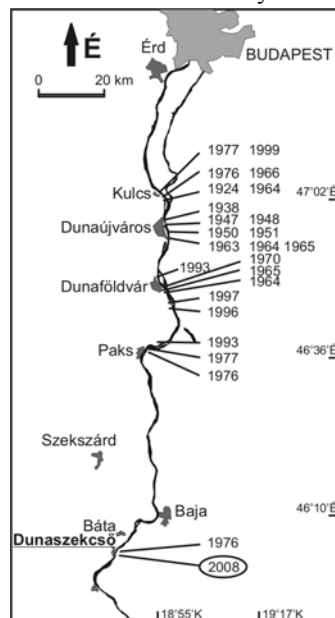 BUDAPEST
Érd
É
0 20 km
1977 1999
1976 1966
Kulcs 1924 1964 47°02'É
1938
Dunaújváros 1947 1948
1950 1951
1963 1964 1965
1993 1970
Dunaföldvár 1965
1964
1997
1996
1993 46°36'É
Paks 1977
1976
Szekszárd
46°10'É
Baja
Báta
Dunaszekcső 1976
2008
18°55'K 19°17'K